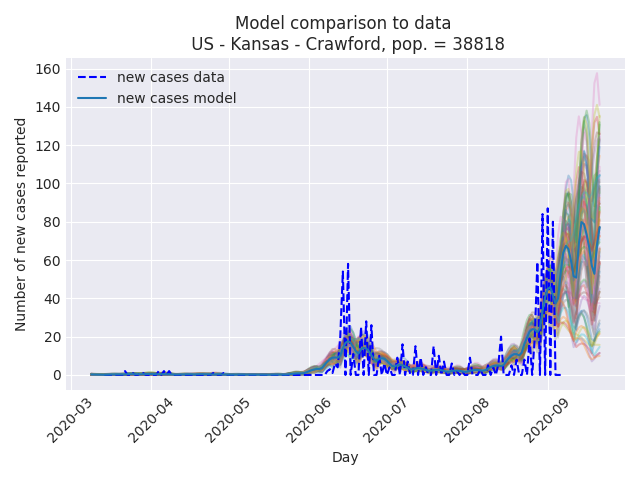 Model comparison to data
US - Kansas - Crawford, pop. = 38818
new cases data
new cases model
Number of new cases reported
160
140
120
100
80
60
40
20
0
2020-03
2020-04
2020-05
2020-06
2020-07
2020-08
2020-09
Day